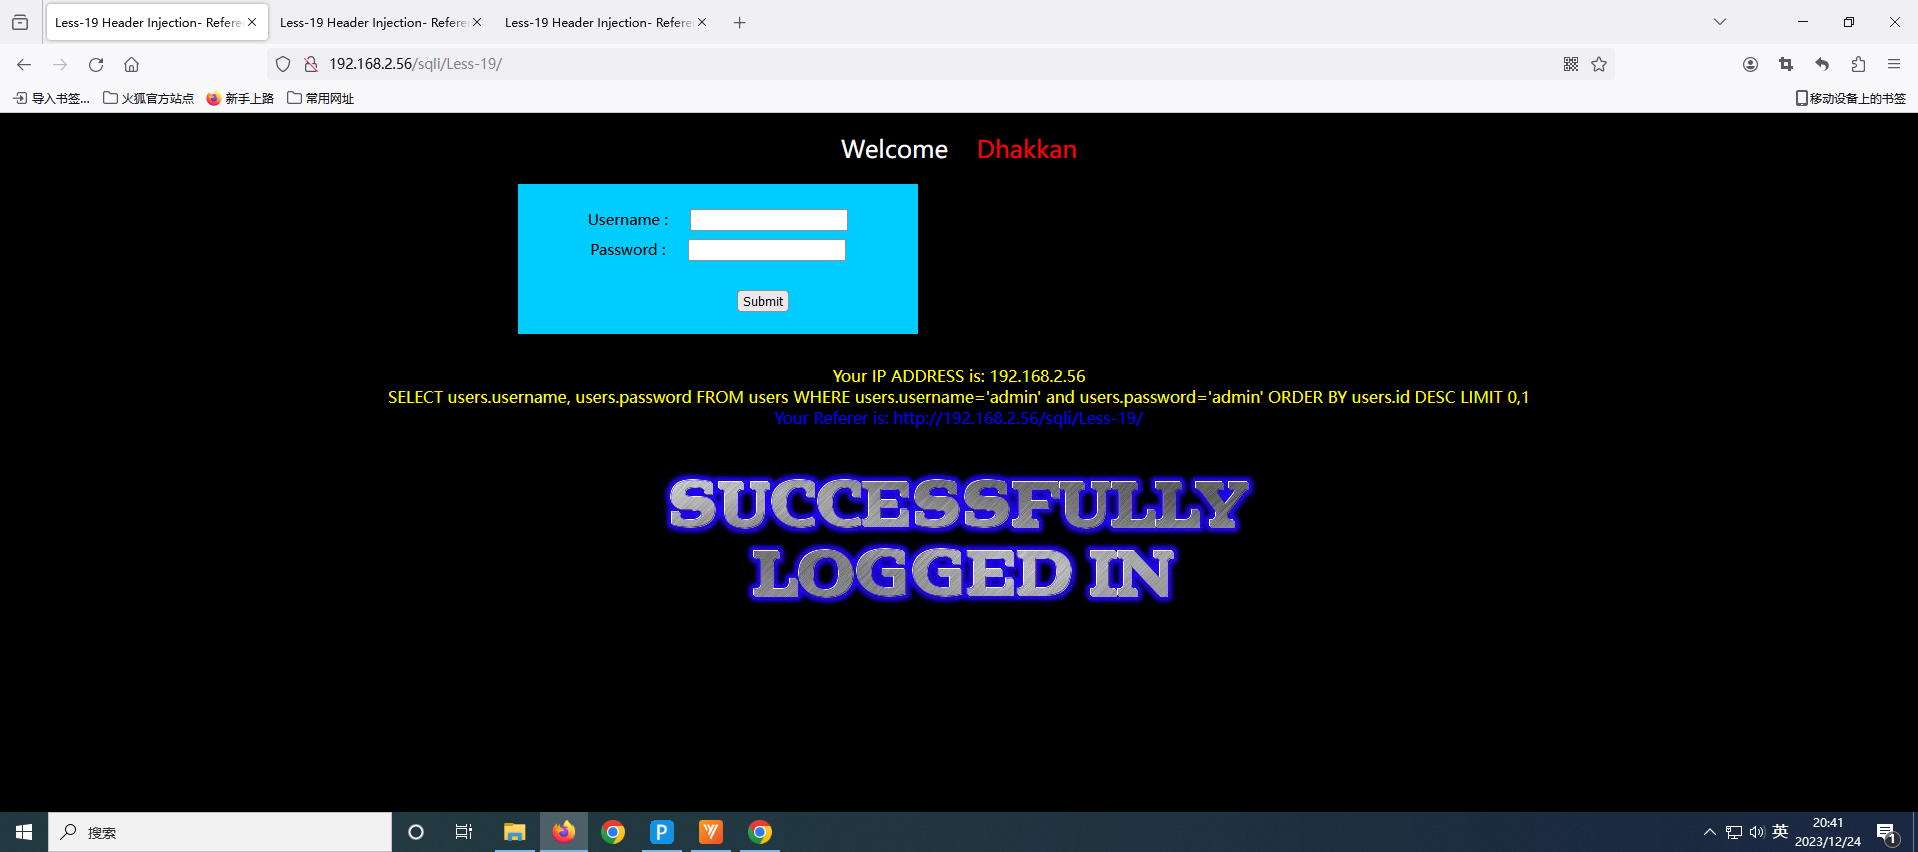 Less-19 Header Injection- Refere
Less-19 Header Injection- Refere
Less-19 Header Injection- Refere
192.168.2.56/sqli/Less-19/
导入书签... 火狐官方站点 新手上路 常用网址 移动设备上的书签
Welcome Dhakkan
Username :
Password :
Submit
Your IP ADDRESS is: 192.168.2.56
SELECT users.username, users.password FROM users WHERE users.username='admin' and users.password='admin' ORDER BY users.id DESC LIMIT 0,1
Your Referer is: http://192.168.2.56/sqli/Less-19/
SUCCESSFULLY
LOGGED IN
搜索
英
20:41
2023/12/24
1